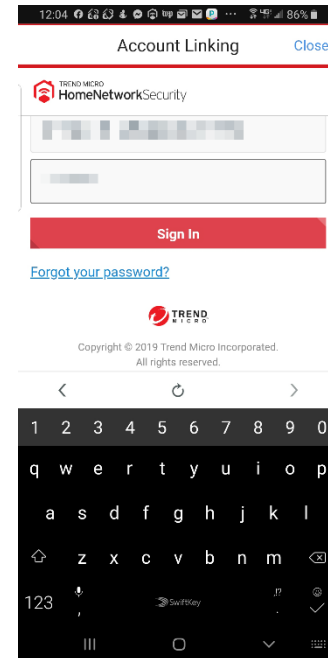 12:04 86%
Account Linking Close
TREND MICRO
HomeNetworkSecurity
Sign In
Forgot your password?
TREND
MICRO
Copyright © 2019 Trend Micro Incorporated.
All rights reserved.
1 2 3 4 5 6 7 8 9 0
q w e r t y u i o p
a s d f g h j k l
z x c v b n m
123 , SwiftKey .!?